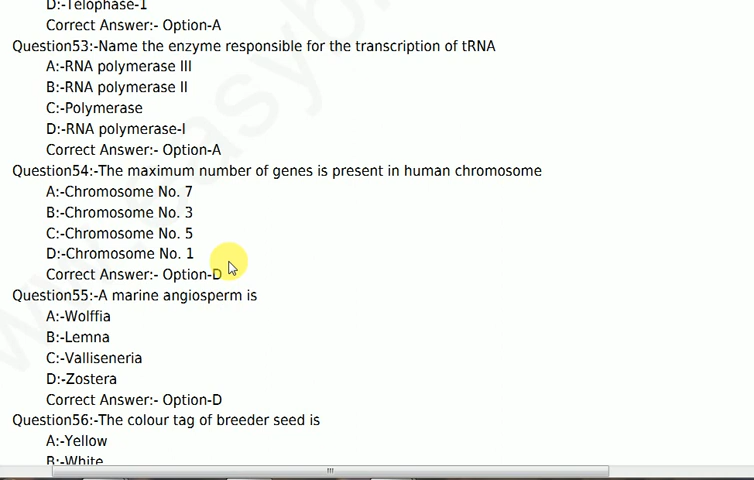 D:-Telophase-1
Correct Answer:- Option-A
Question53:-Name the enzyme responsible for the transcription of tRNA
A:-RNA polymerase III
B:-RNA polymerase II
C:-Polymerase
D:-RNA polymerase-I
Correct Answer:- Option-A
Question54:-The maximum number of genes is present in human chromosome
A:-Chromosome No. 7
B:-Chromosome No. 3
C:-Chromosome No. 5
D:-Chromosome No. 1
Correct Answer:- Option-D
Question55:-A marine angiosperm is
A:-Wolffia
B:-Lemna
C:-Valliseneria
D:-Zostera
Correct Answer:- Option-D
Question56:-The colour tag of breeder seed is
A:-Yellow
B:-White